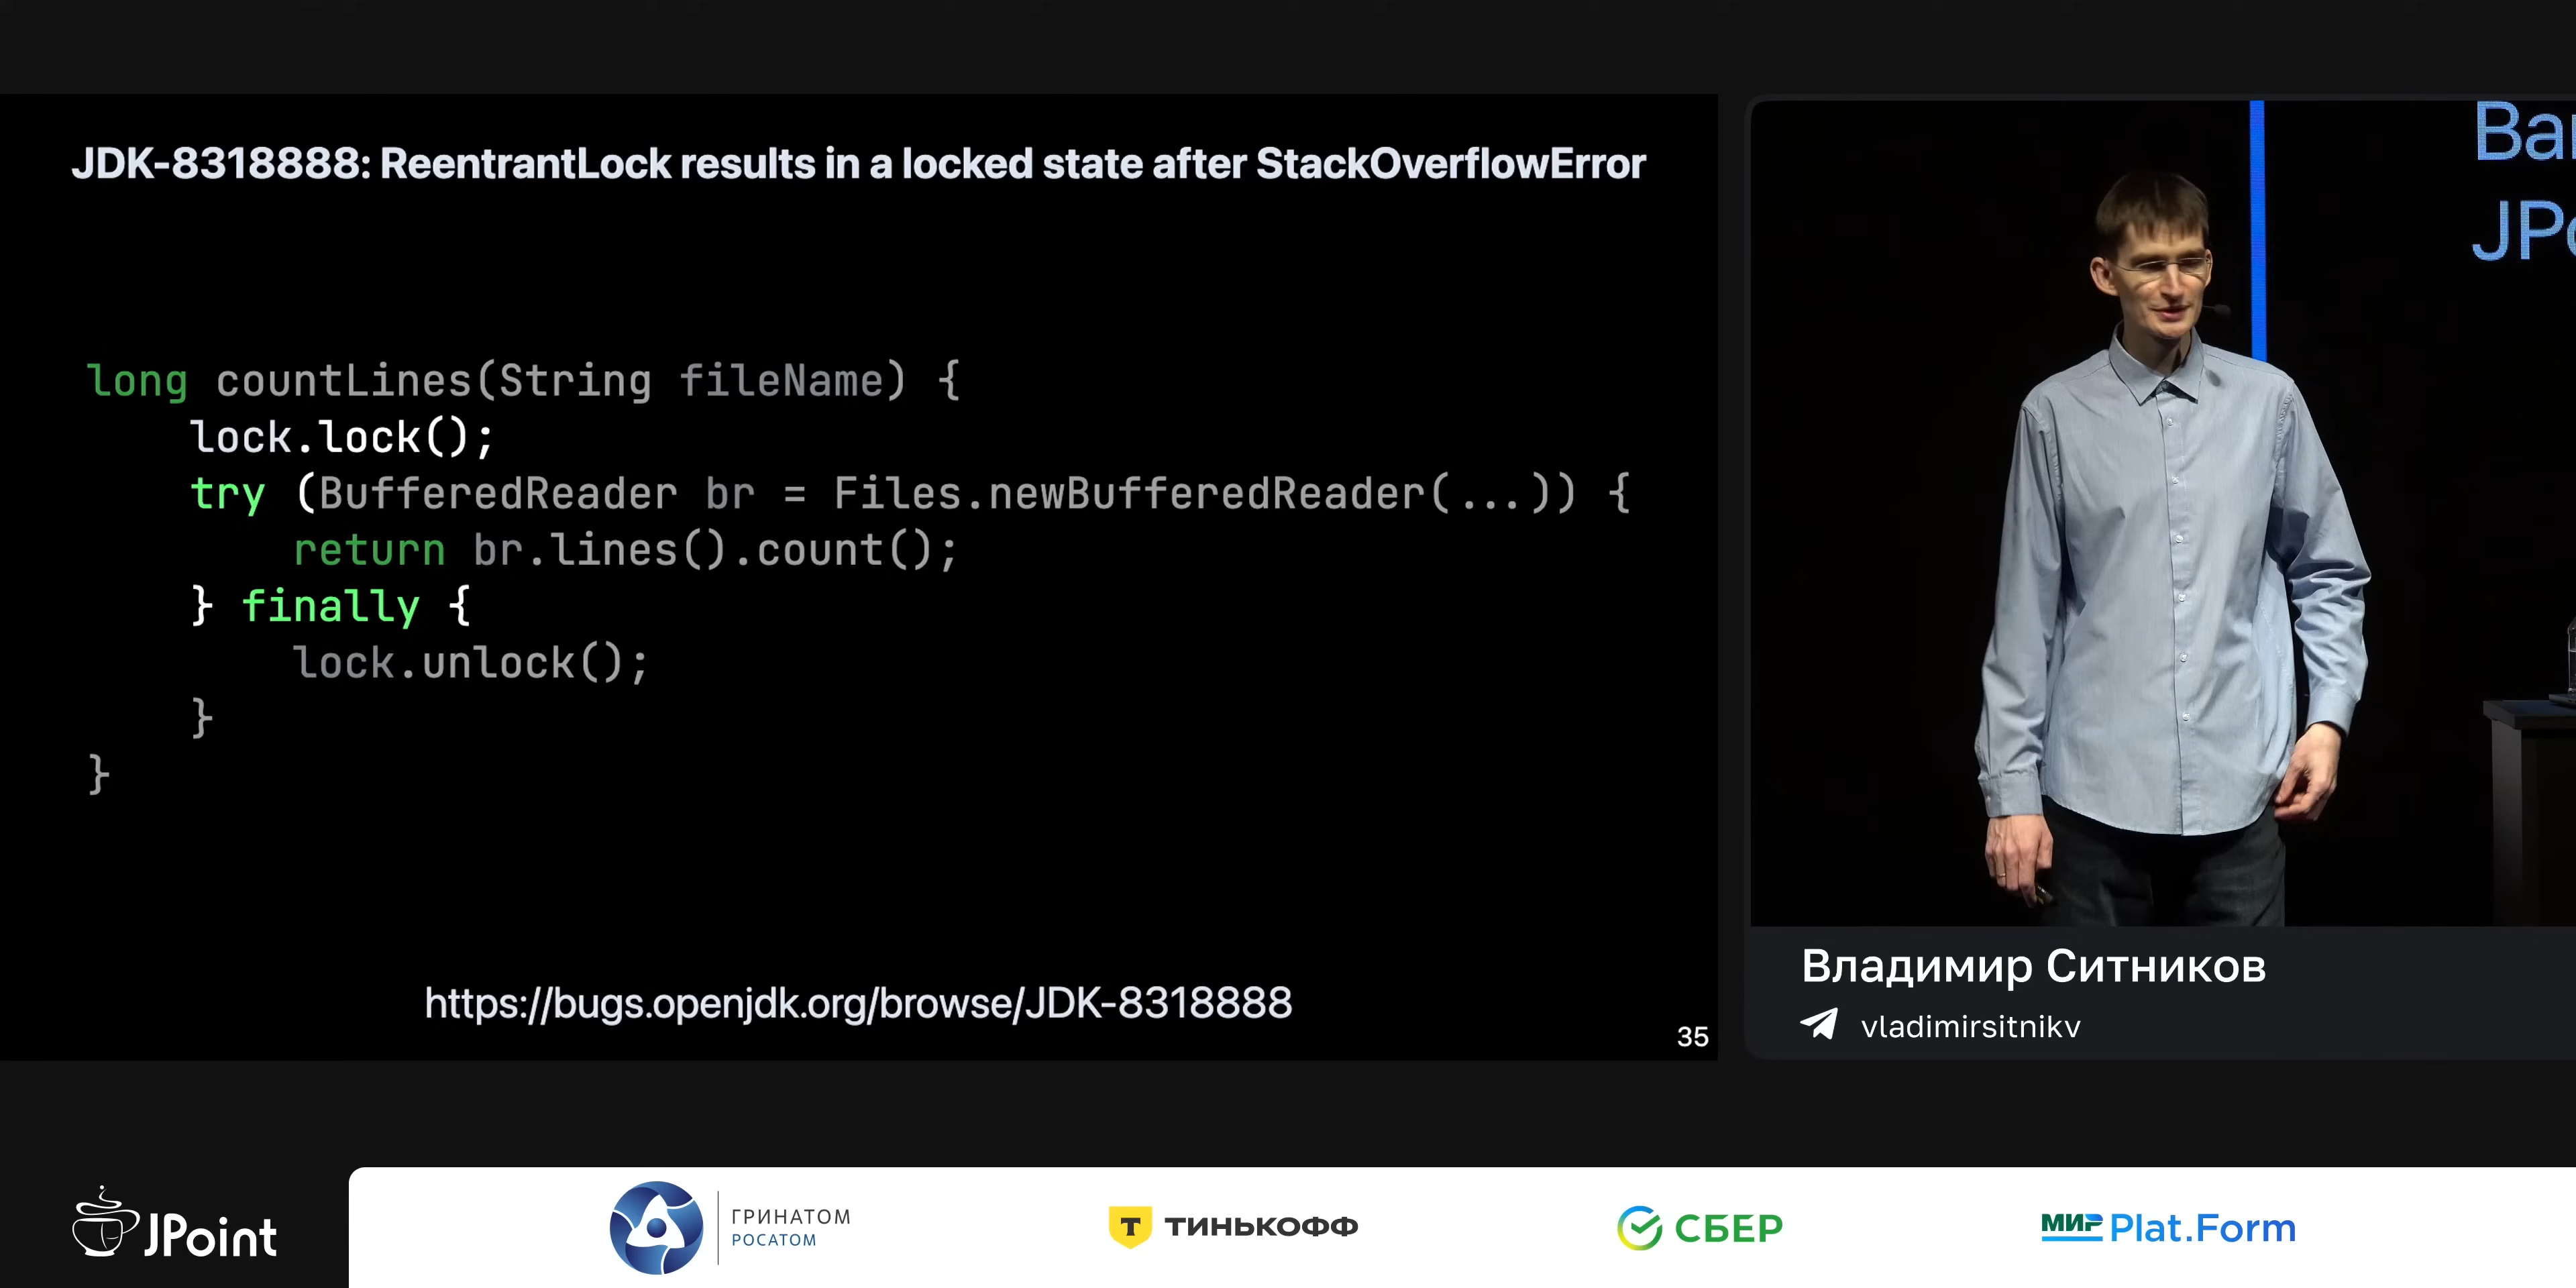 JDK-8318888: ReentrantLock results in a locked state after StackOverflowError
long countLines(String fileName) {
lock.lock();
try (BufferedReader br = Files.newBufferedReader(...)) {
return br.lines().count();
} finally {
lock.unlock();
}
}
https://bugs.openjdk.org/browse/JDK-8318888
35
Владимир Ситников
vladimirsitnikv
JPoint
ГРИНАТОМ
РОСАТОМ
Т ТИНЬКОФФ
СБЕР
МИР Plat.Form